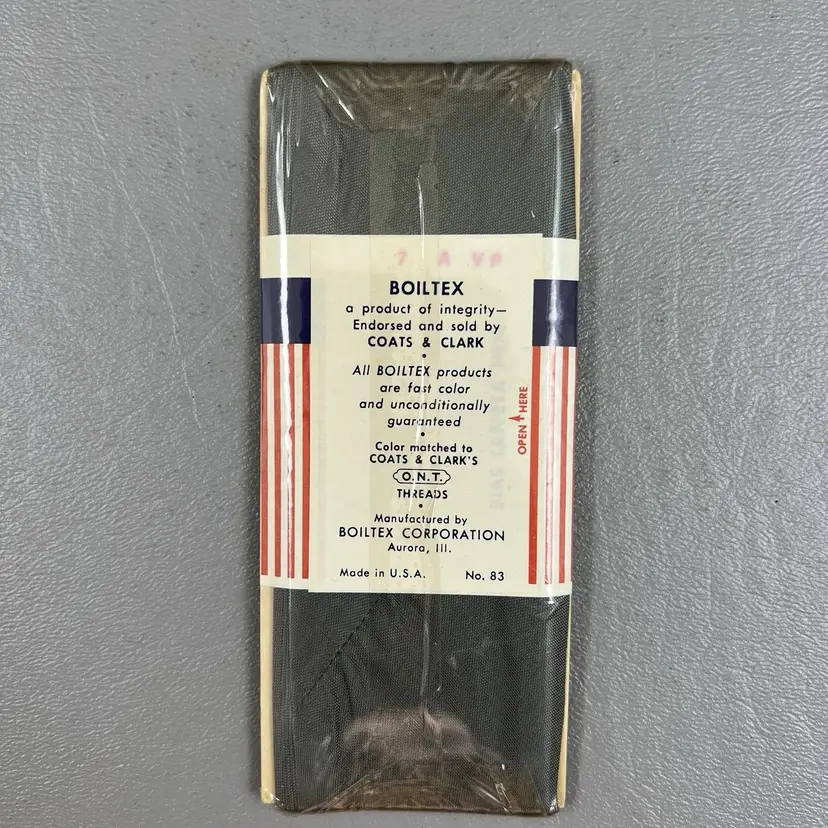 BOILTEX
a product of integrity—
Endorsed and sold by
COATS & CLARK
•
All BOILTEX products
are fast color
and unconditionally
guaranteed
•
Color matched to
COATS & CLARK'S
O.N.T.
THREADS
•
Manufactured by
BOILTEX CORPORATION
Aurora, Ill.
Made in U.S.A. No. 83
OPEN HERE